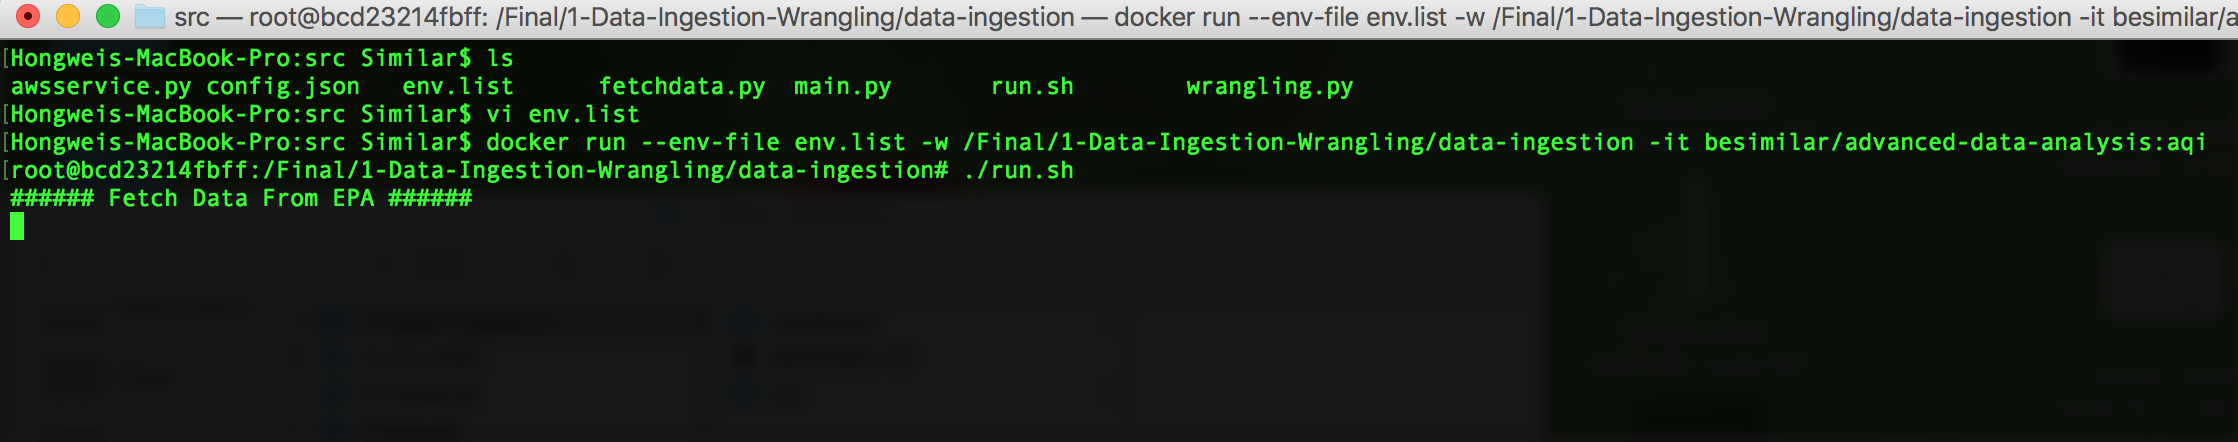 src — root@bcd23214fbff: /Final/1-Data-Ingestion-Wrangling/data-ingestion — docker run --env-file env.list -w /Final/1-Data-Ingestion-Wrangling/data-ingestion -it besimilar/a
[Hongweis-MacBook-Pro:src Similar$ ls
awsservice.py config.json   env.list      fetchdata.py  main.py       run.sh        wrangling.py
[Hongweis-MacBook-Pro:src Similar$ vi env.list
[Hongweis-MacBook-Pro:src Similar$ docker run --env-file env.list -w /Final/1-Data-Ingestion-Wrangling/data-ingestion -it besimilar/advanced-data-analysis:aqi
[root@bcd23214fbff:/Final/1-Data-Ingestion-Wrangling/data-ingestion# ./run.sh
###### Fetch Data From EPA ######